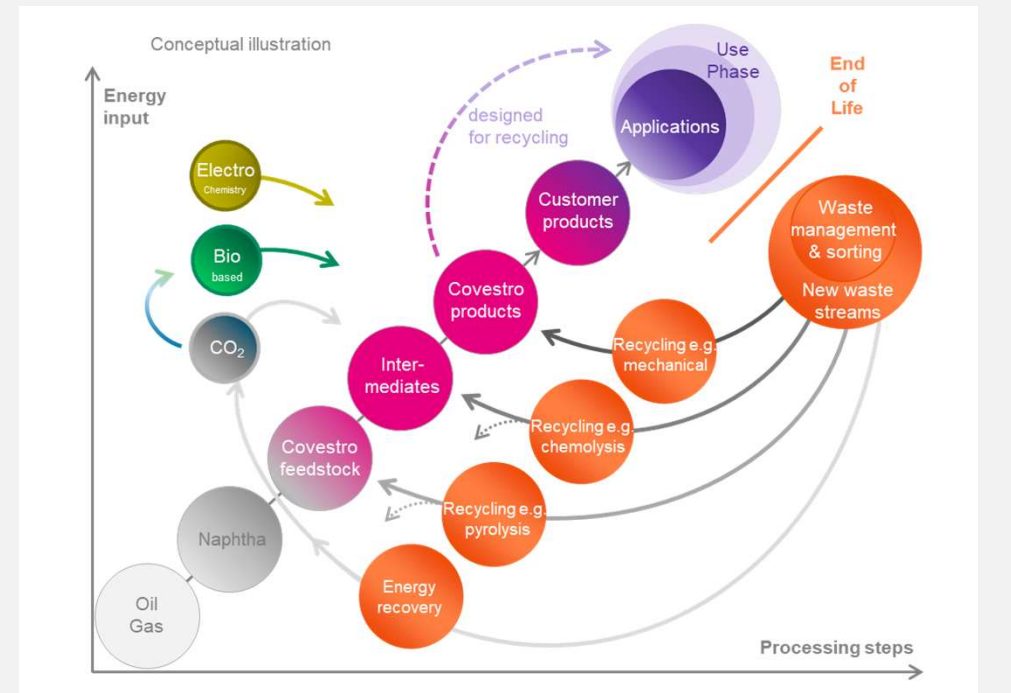 Conceptual illustration
Energy
input
Use
Phase
End
of
Life
designed
for recycling
Applications
Electro
Chemistry
Customer
products
Waste
management
& sorting
Bio
based
Covestro
products
New waste
streams
CO₂
Inter-
mediates
Recycling e.g.
mechanical
Covestro
feedstock
Recycling e.g.
chemolysis
Naphtha
Recycling e.g.
pyrolysis
Oil
Gas
Energy
recovery
Processing steps